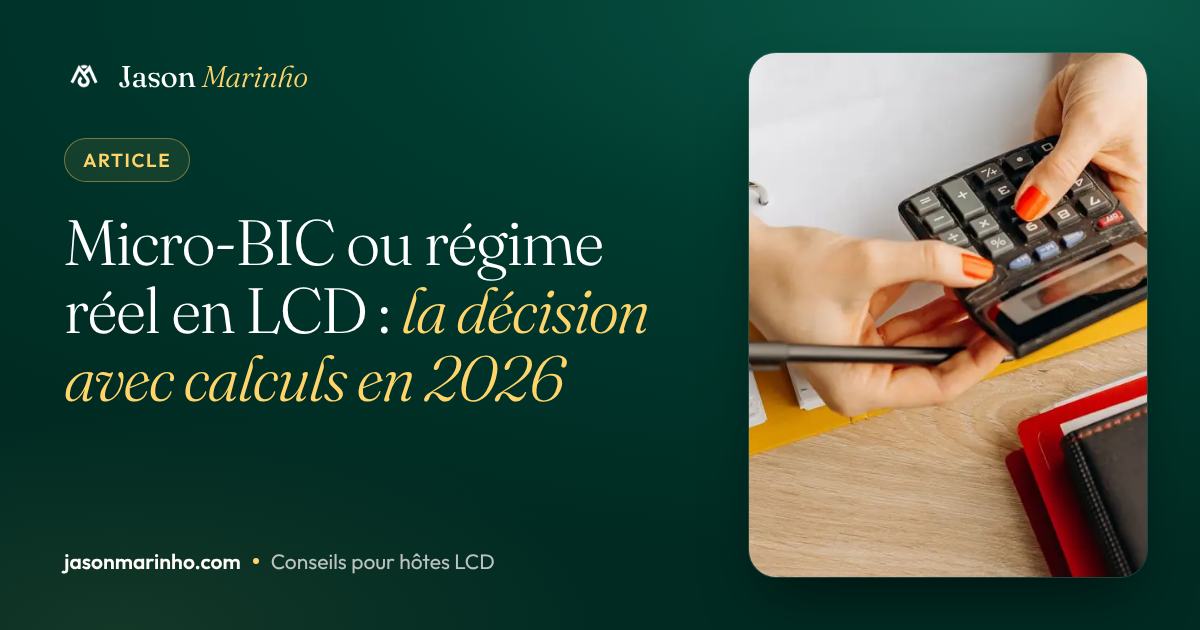 Jason Marinho
ARTICLE
Micro-BIC ou régime
réel en LCD : la décision
avec calculs en 2026
jasonmarinho.com • Conseils pour hôtes LCD